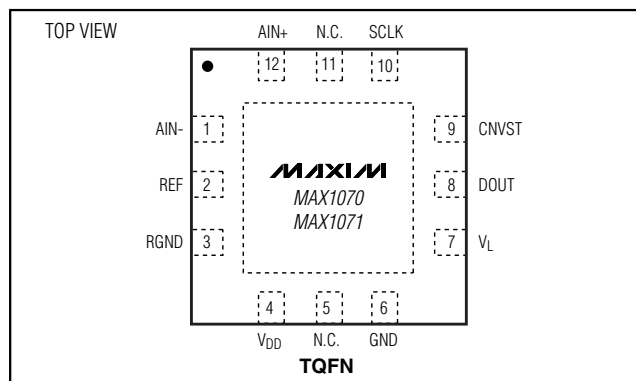 TOP VIEW
AIN+ N.C. SCLK
12 11 10
AIN- 1 9 CNVST
MAXIM
REF 2 8 DOUT
MAX1070
MAX1071
RGND 3 7 VL
4 5 6
VDD N.C. GND
TQFN